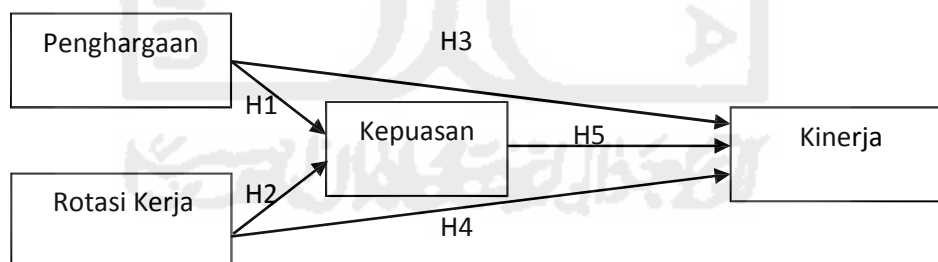 Penghargaan
H3
H1
Kepuasan
H5
Kinerja
Rotasi Kerja
H2
H4